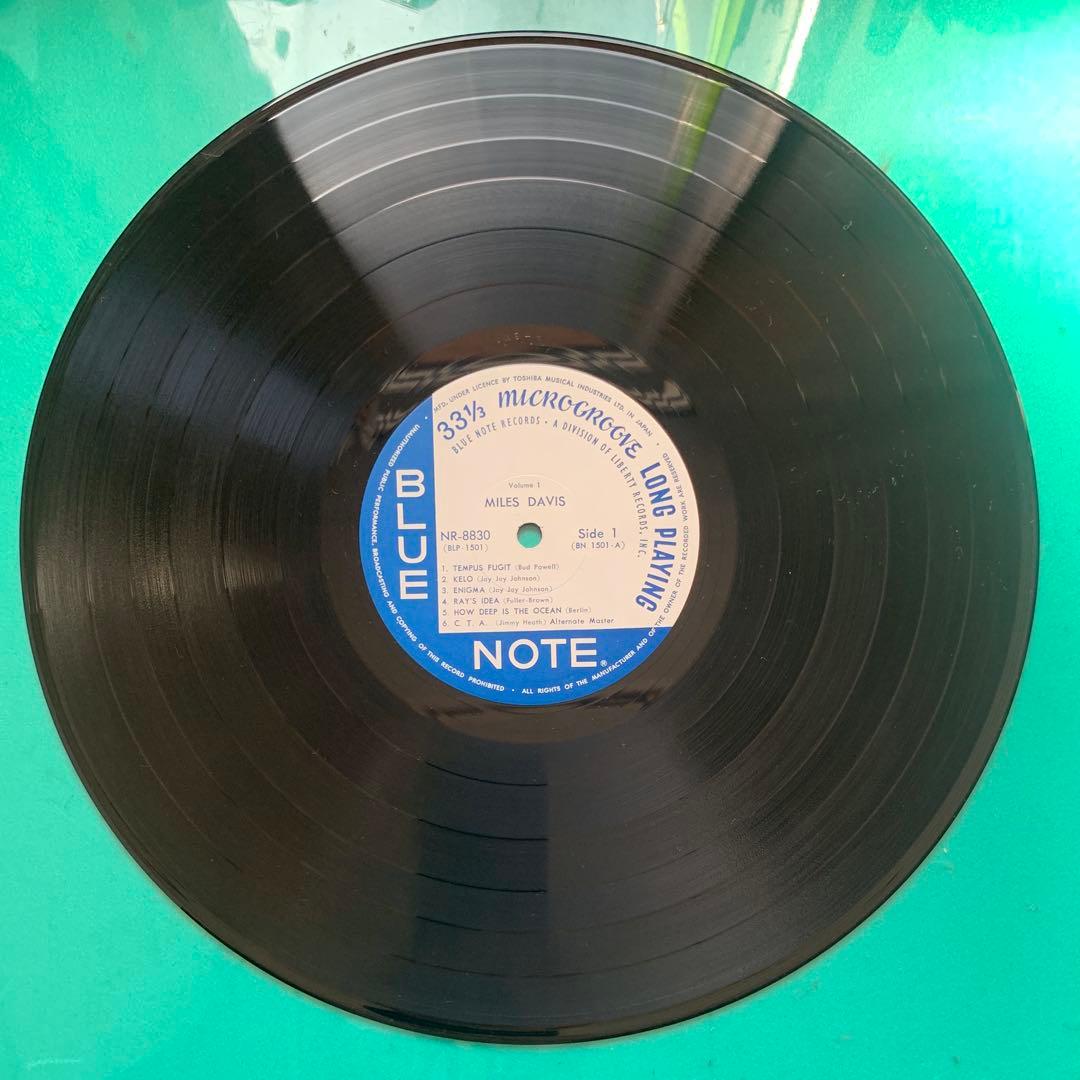 MFD. UNDER LICENCE BY TOSHIBA MUSICAL INDUSTRIES LTD. IN JAPAN
33⅓ MICROGROOVE LONG PLAYING
BLUE NOTE RECORDS • A DIVISION OF LIBERTY RECORDS, INC.
Volume 1
MILES DAVIS
NR-8830
(BLP-1501)
Side 1
(BN 1501-A)
1. TEMPUS FUGIT (Bud Powell)
2. KELO (Jay Jay Johnson)
3. ENIGMA (Jay Jay Johnson)
4. RAY'S IDEA (Fuller-Brown)
5 HOW DEEP IS THE OCEAN (Berlin)
6. C. T. A. (Jimmy Heath) Alternate Master
BLUE
NOTE®
UNAUTHORIZED PUBLIC PERFORMANCE, BROADCASTING AND COPYING OF THIS RECORD PROHIBITED • ALL RIGHTS OF THE MANUFACTURER AND OF THE OWNER OF THE RECORDED WORK ARE RESERVED